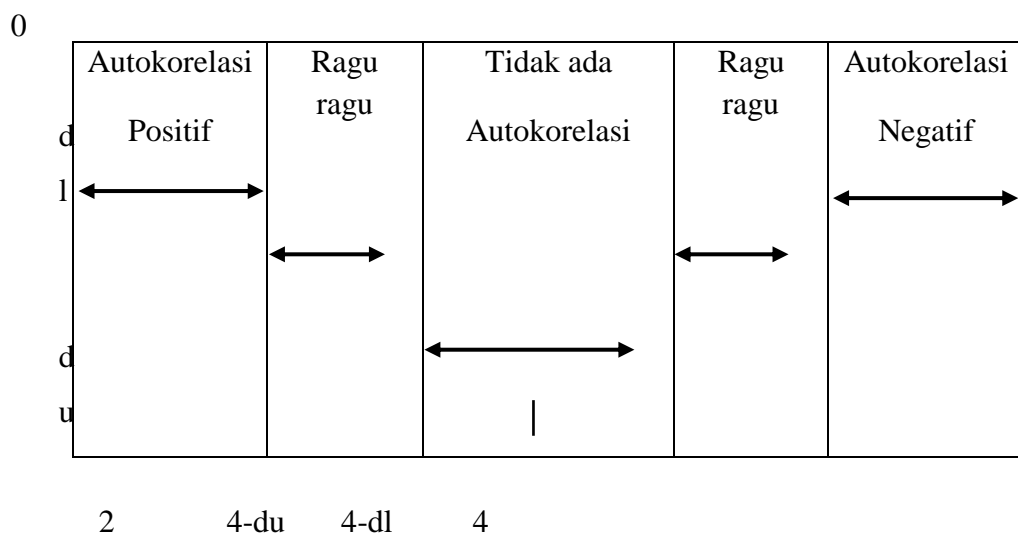 0
Autokorelasi Ragu Tidak ada Ragu Autokorelasi
ragu ragu
d Positif Autokorelasi Negatif
l
d
u
2 4-du 4-dl 4